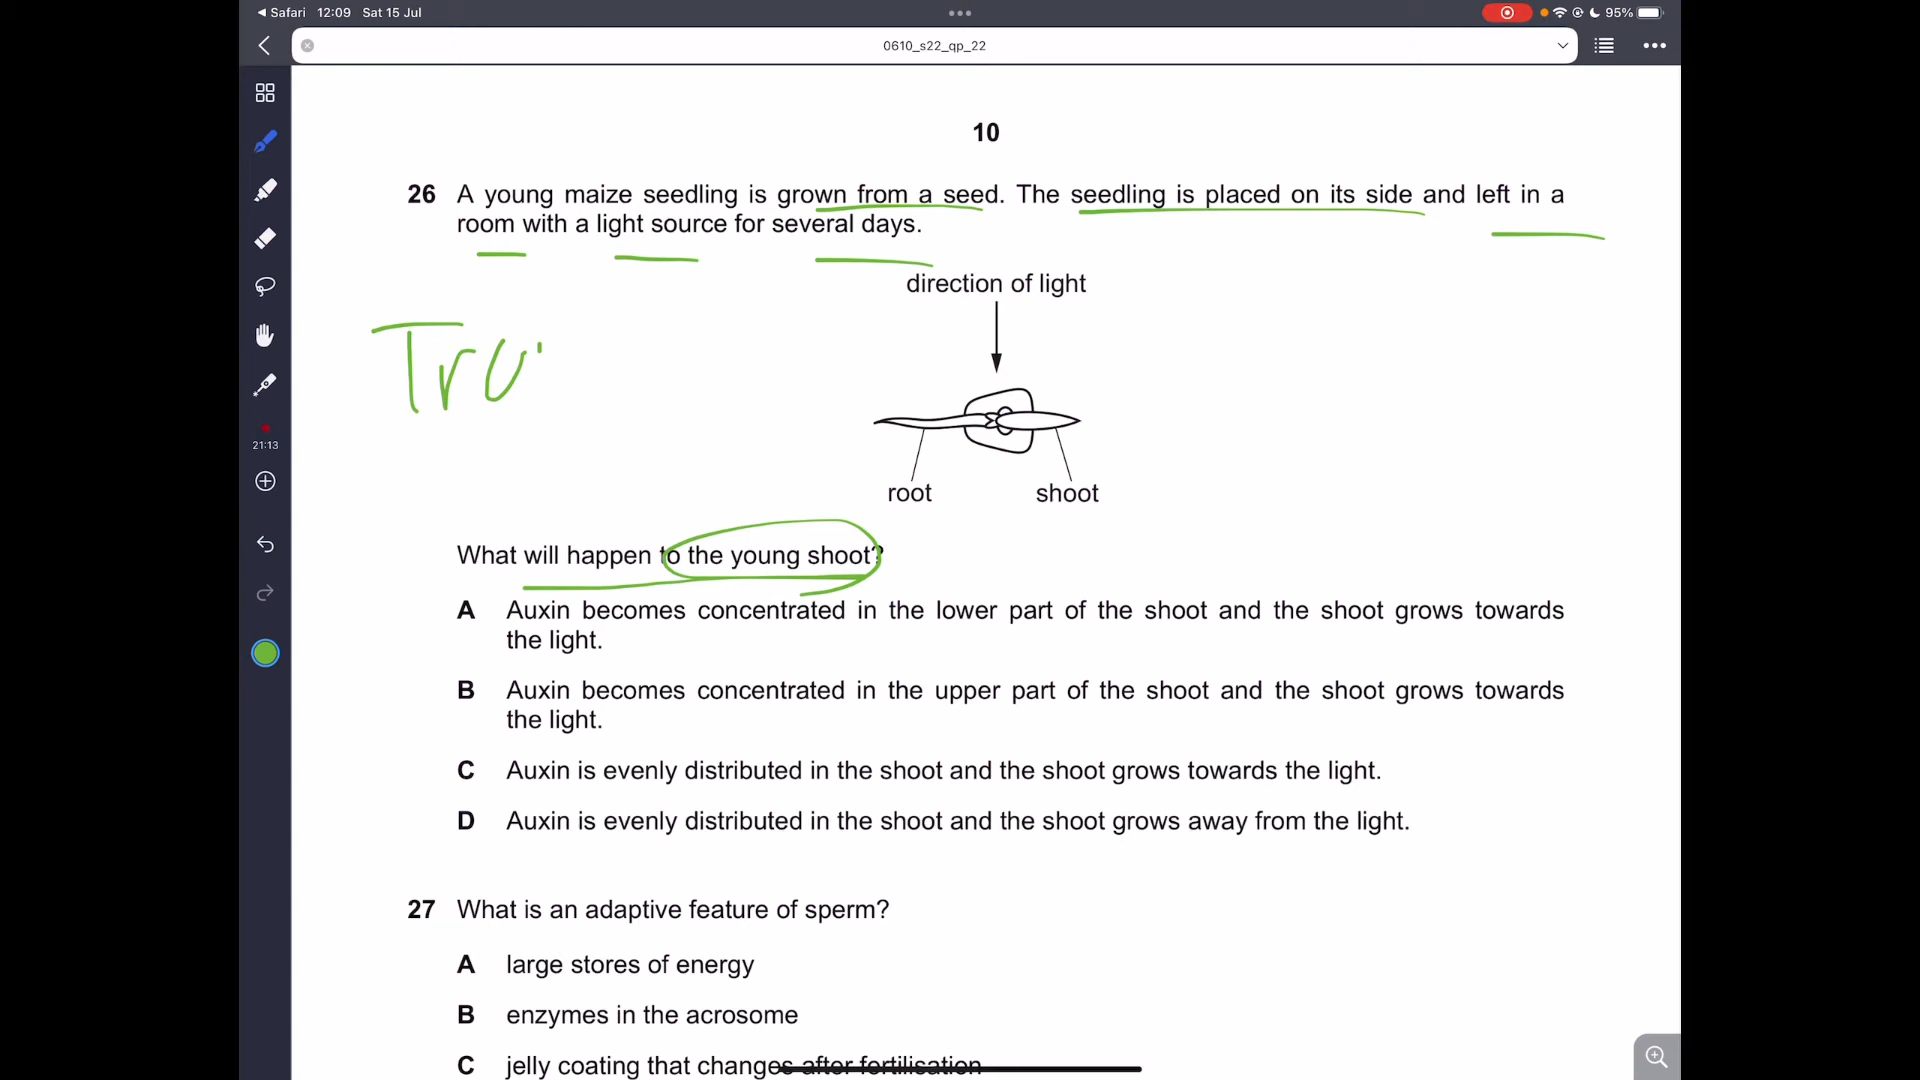 Safari 12:09 Sat 15 Jul 95%
0610_s22_qp_22
21:13
10
26 A young maize seedling is grown from a seed. The seedling is placed on its side and left in a
room with a light source for several days.
direction of light
Tro
root shoot
What will happen to the young shoot?
A Auxin becomes concentrated in the lower part of the shoot and the shoot grows towards
the light.
B Auxin becomes concentrated in the upper part of the shoot and the shoot grows towards
the light.
C Auxin is evenly distributed in the shoot and the shoot grows towards the light.
D Auxin is evenly distributed in the shoot and the shoot grows away from the light.
27 What is an adaptive feature of sperm?
A large stores of energy
B enzymes in the acrosome
C jelly coating that changes after fertilisation